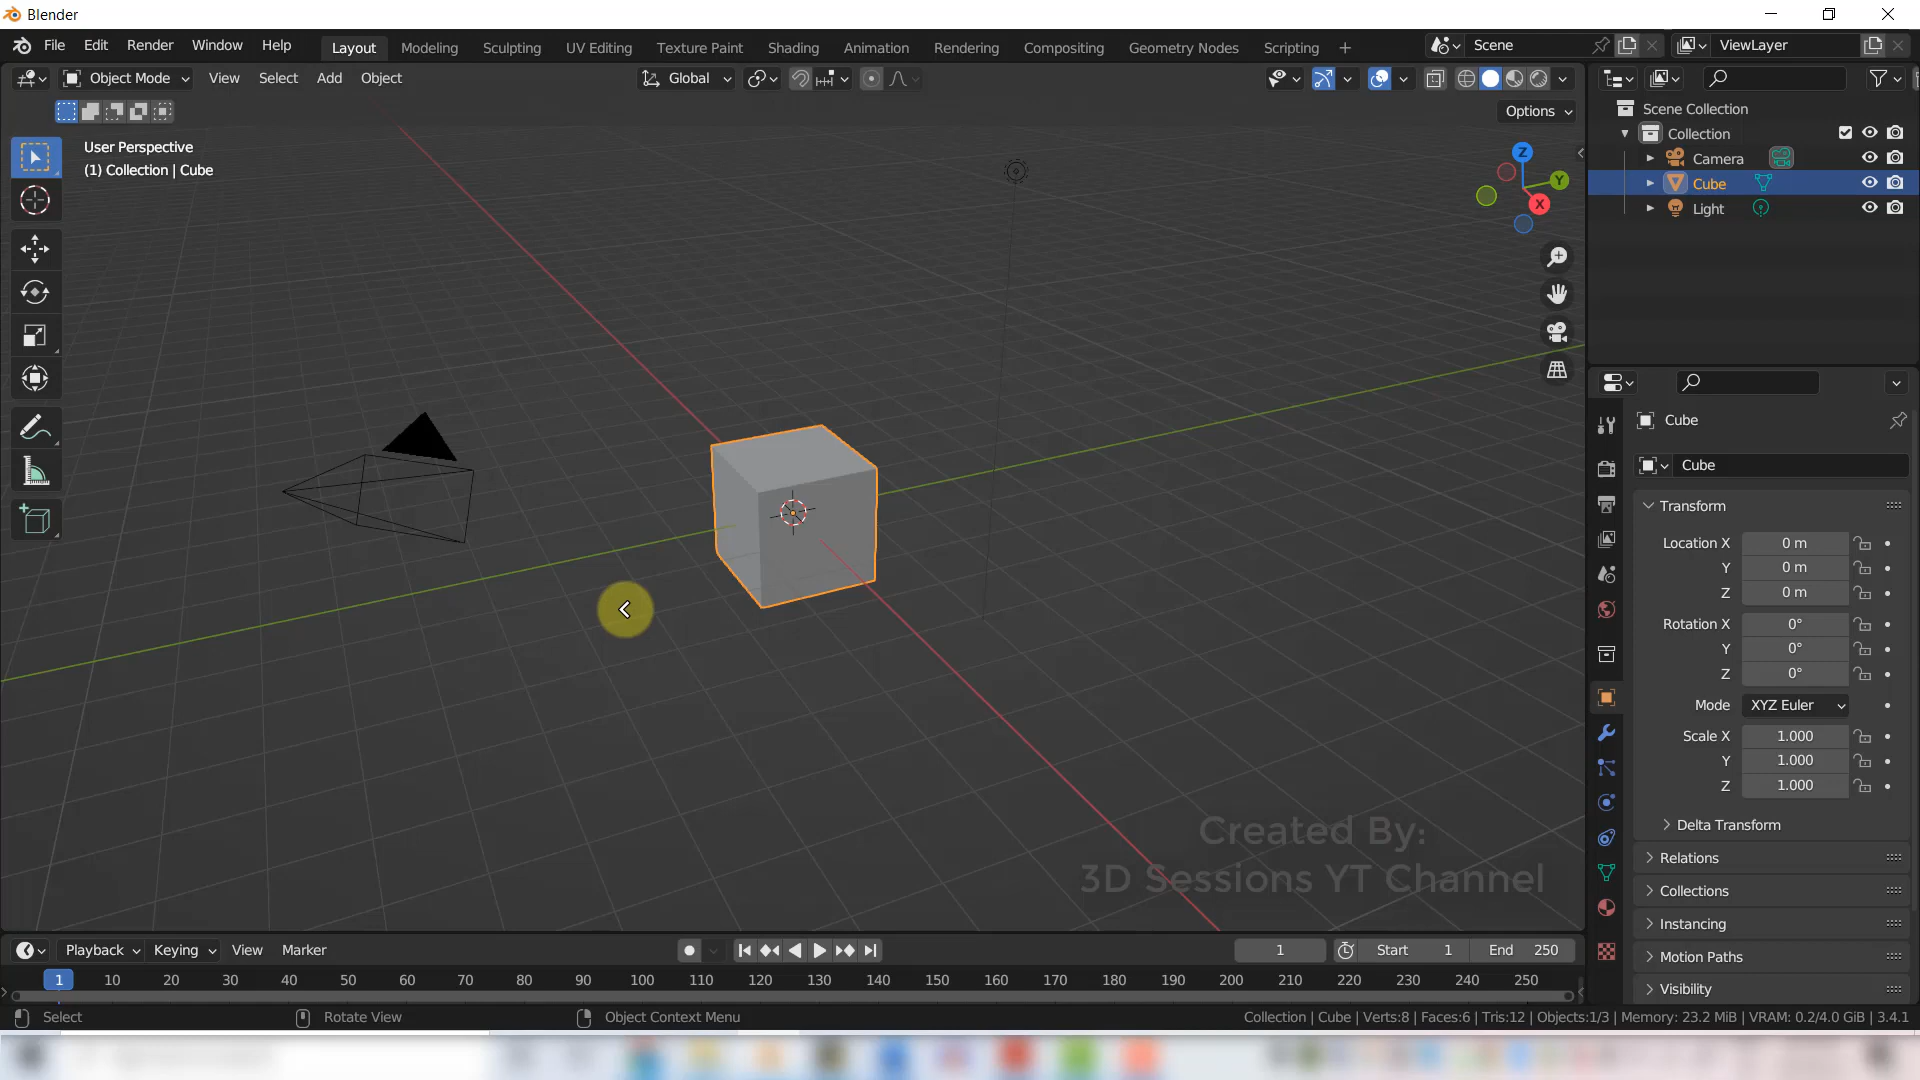 Blender
File Edit Render Window Help Layout Modeling Sculpting UV Editing Texture Paint Shading Animation Rendering Compositing Geometry Nodes Scripting + Scene ViewLayer
Object Mode View Select Add Object Global
Options
User Perspective
(1) Collection | Cube
Z
Y
X
Scene Collection
Collection
Camera
Cube
Light
Cube
Cube
Transform
Location X 0 m
Y 0 m
Z 0 m
Rotation X 0°
Y 0°
Z 0°
Mode XYZ Euler
Scale X 1.000
Y 1.000
Z 1.000
Delta Transform
Relations
Collections
Instancing
Motion Paths
Visibility
Created By:
3D Sessions YT Channel
Playback Keying View Marker 1 Start 1 End 250
1 10 20 30 40 50 60 70 80 90 100 110 120 130 140 150 160 170 180 190 200 210 220 230 240 250
Select Rotate View Object Context Menu Collection | Cube | Verts:8 | Faces:6 | Tris:12 | Objects:1/3 | Memory: 23.2 MiB | VRAM: 0.2/4.0 GiB | 3.4.1